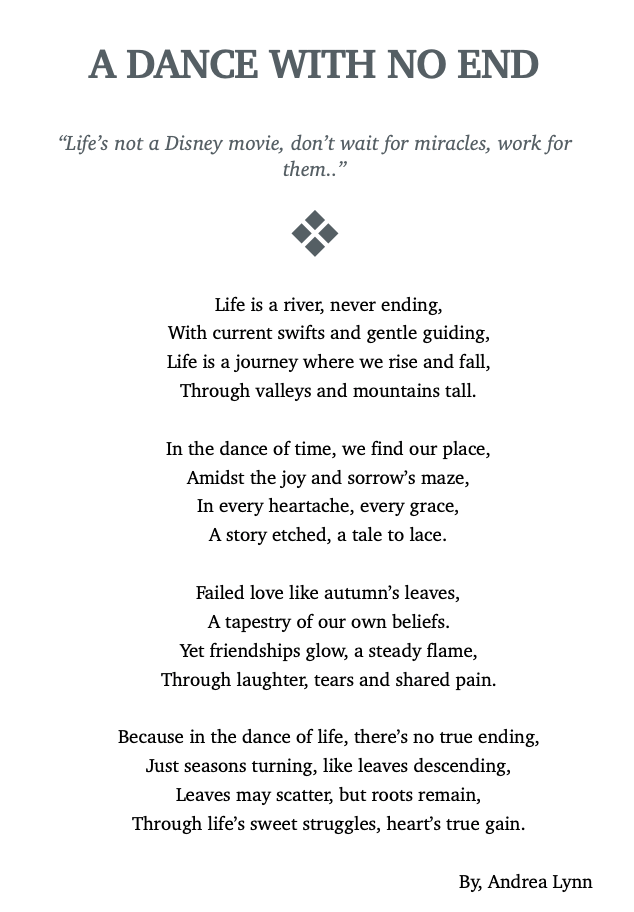 A DANCE WITH NO END
“Life’s not a Disney movie, don’t wait for miracles, work for
them..”
Life is a river, never ending,
With current swifts and gentle guiding,
Life is a journey where we rise and fall,
Through valleys and mountains tall.
In the dance of time, we find our place,
Amidst the joy and sorrow’s maze,
In every heartache, every grace,
A story etched, a tale to lace.
Failed love like autumn’s leaves,
A tapestry of our own beliefs.
Yet friendships glow, a steady flame,
Through laughter, tears and shared pain.
Because in the dance of life, there’s no true ending,
Just seasons turning, like leaves descending,
Leaves may scatter, but roots remain,
Through life’s sweet struggles, heart’s true gain.
By, Andrea Lynn